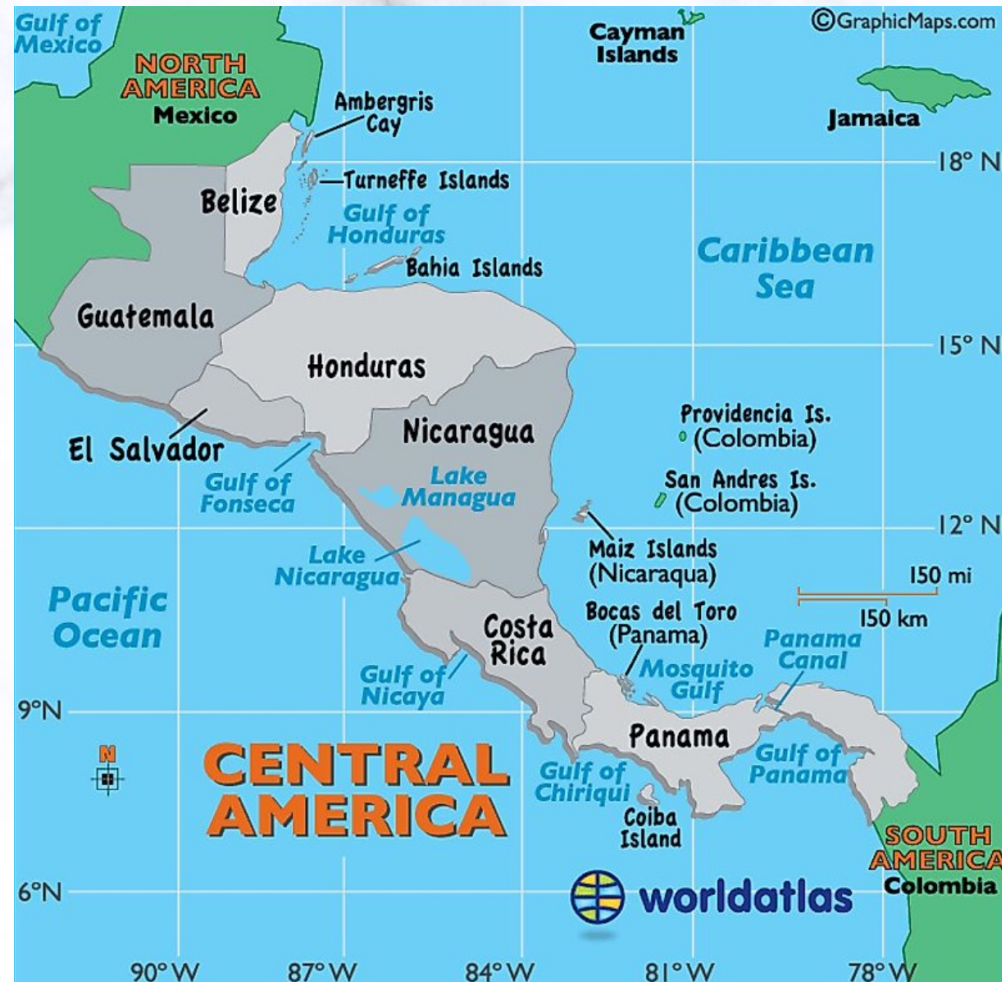 Gulf of
Mexico
©GraphicMaps.com
Cayman
Islands
NORTH
AMERICA
Mexico
Ambergris
Cay
Jamaica
18° N
Turneffe Islands
Belize
Gulf of
Honduras
Caribbean
Sea
Bahia Islands
Guatemala
15° N
Honduras
Providencia Is.
(Colombia)
Nicaragua
El Salvador
Gulf of
Fonseca
Lake
Managua
San Andres Is.
(Colombia)
12° N
Lake
Nicaragua
Maiz Islands
(Nicaraqua)
150 mi
150 km
Pacific
Ocean
Costa
Rica
Bocas del Toro
(Panama)
Panama
Canal
Mosquito
Gulf
Gulf of
Nicaya
9°N
Panama
N
CENTRAL
AMERICA
Gulf of
Chiriqui
Gulf of
Panama
Coiba
Island
SOUTH
AMERICA
Colombia
6°N
worldatlas
90°W
87°W
84°W
81°W
78°W